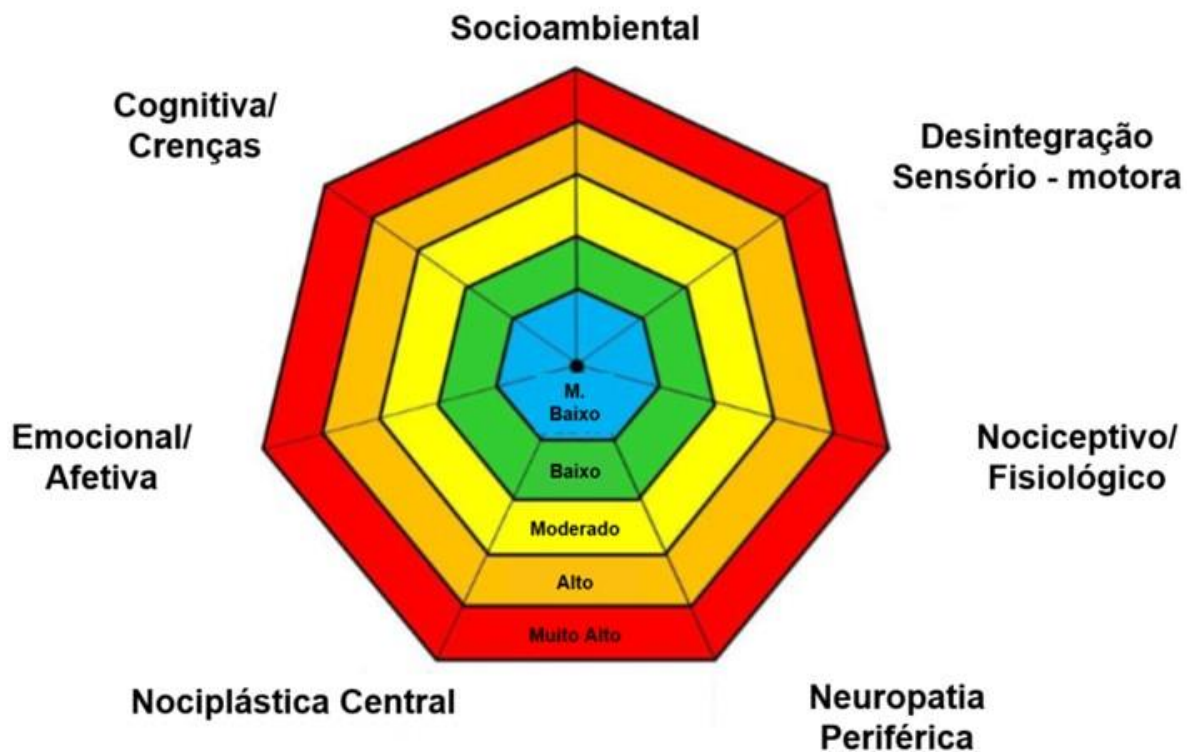 Socioambiental
Cognitiva/
Crenças
Desintegração
Sensório - motora
Emocional/
Afetiva
Nociceptivo/
Fisiológico
M.
Baixo
Baixo
Moderado
Alto
Muito Alto
Nociplástica Central
Neuropatia
Periférica